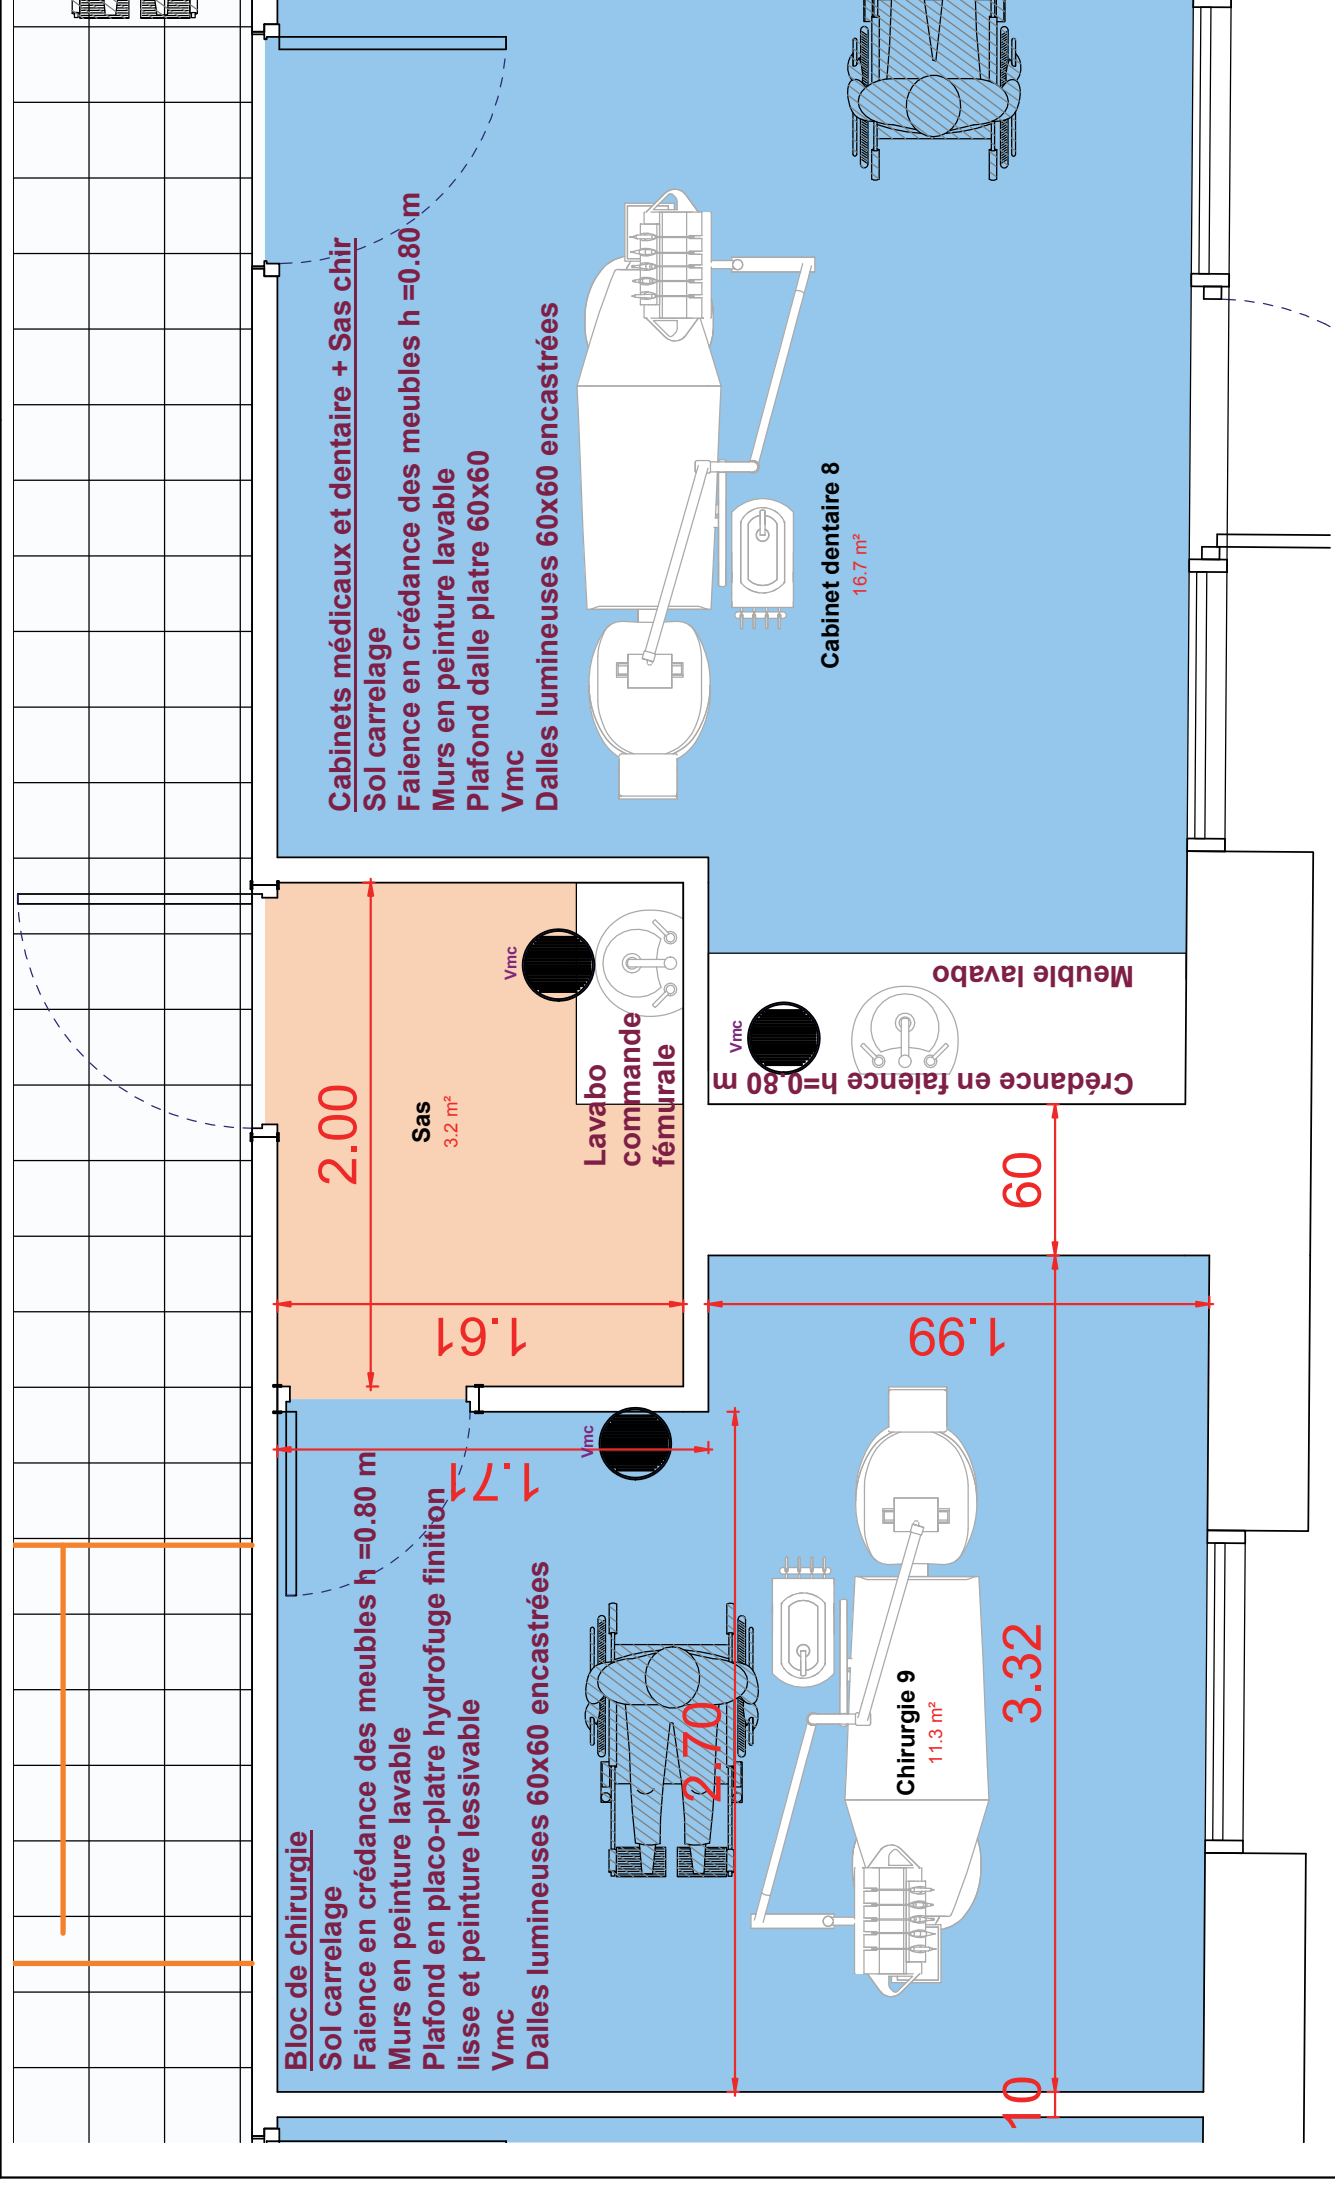 Cabinets médicaux et dentaire + Sas chir
Sol carrelage
Faience en crédance des meubles h =0.80 m
Murs en peinture lavable
Plafond dalle platre 60x60
Vmc
Dalles lumineuses 60x60 encastrées
Cabinet dentaire 8
16.7 m²
Vmc
Lavabo
commande
fémurale
Sas
3.2 m²
2.00
1.61
Vmc
Meuble lavabo
Crédance en faience h=0.80 m
60
1.99
1.71
Vmc
Bloc de chirurgie
Sol carrelage
Faience en crédance des meubles h =0.80 m
Murs en peinture lavable
Plafond en placo-platre hydrofuge finition
lisse et peinture lessivable
Vmc
Dalles lumineuses 60x60 encastrées
2.70
Chirurgie 9
11.3 m²
3.32
10